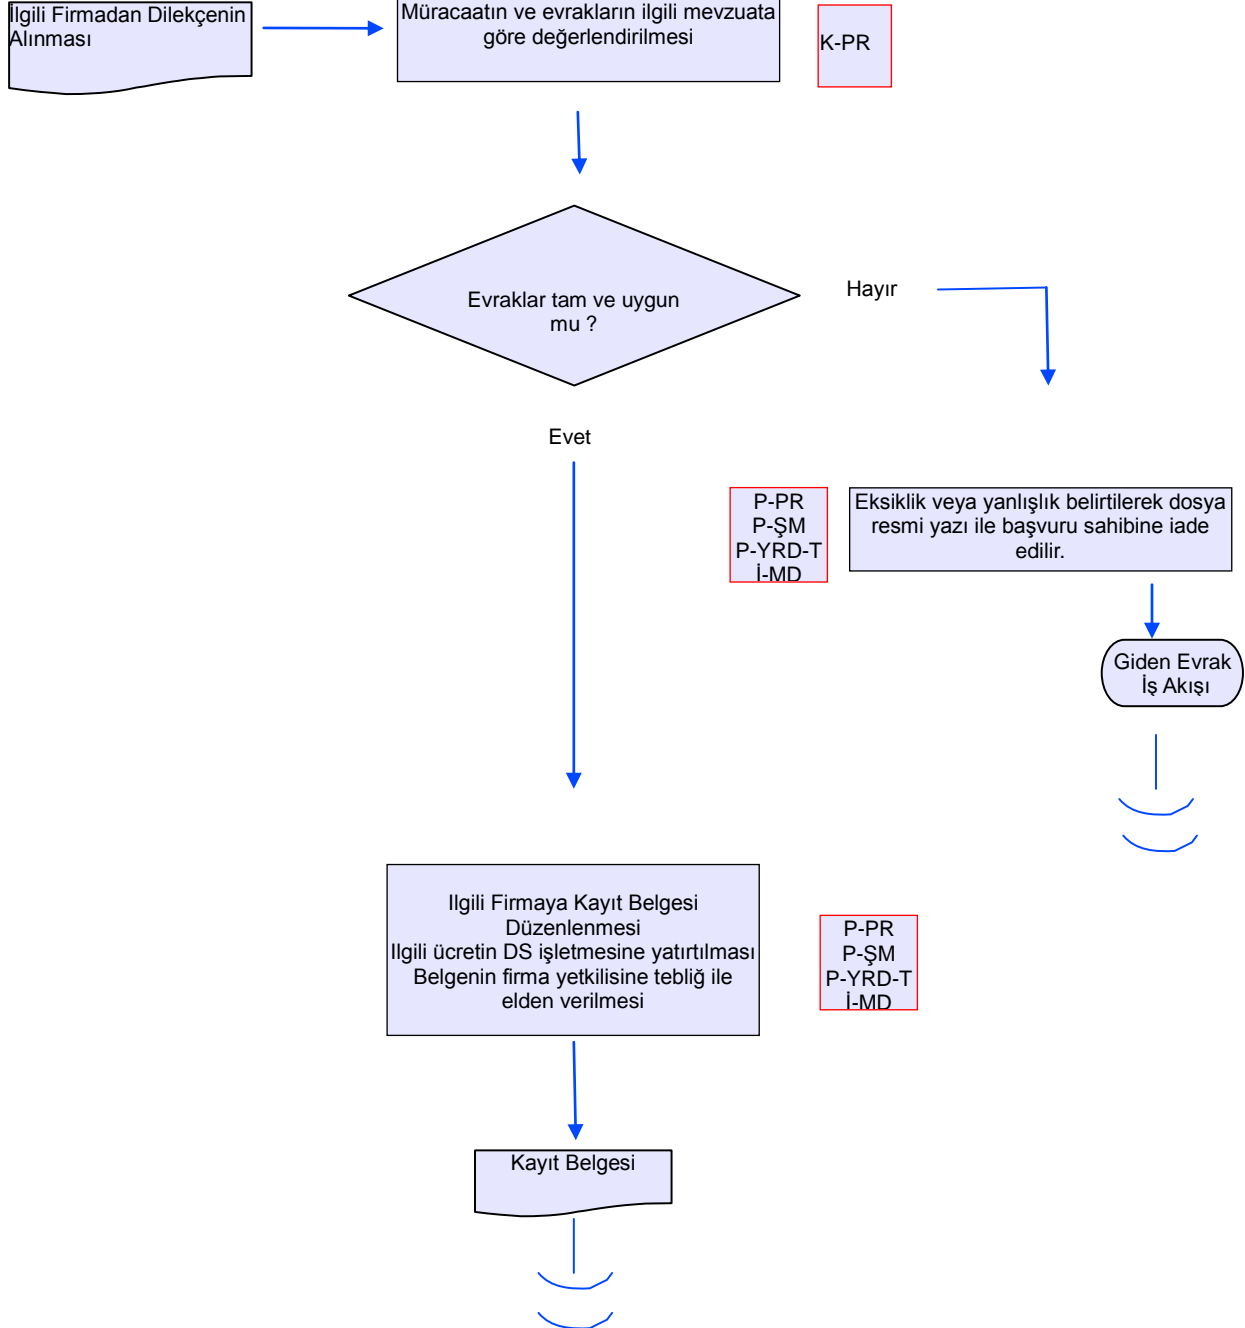 Ilgili Firmadan Dilekçenin
Alınması
Müracaatın ve evrakların ilgili mevzuata
göre değerlendirilmesi
K-PR
Evraklar tam ve uygun
mu ?
Hayır
Evet
P-PR
P-ŞM
P-YRD-T
İ-MD
Eksiklik veya yanlışlık belirtilerek dosya
resmi yazı ile başvuru sahibine iade
edilir.
Giden Evrak
İş Akışı
Ilgili Firmaya Kayıt Belgesi
Düzenlenmesi
Ilgili ücretin DS işletmesine yatırtılması
Belgenin firma yetkilisine tebliğ ile
elden verilmesi
P-PR
P-ŞM
P-YRD-T
İ-MD
Kayıt Belgesi